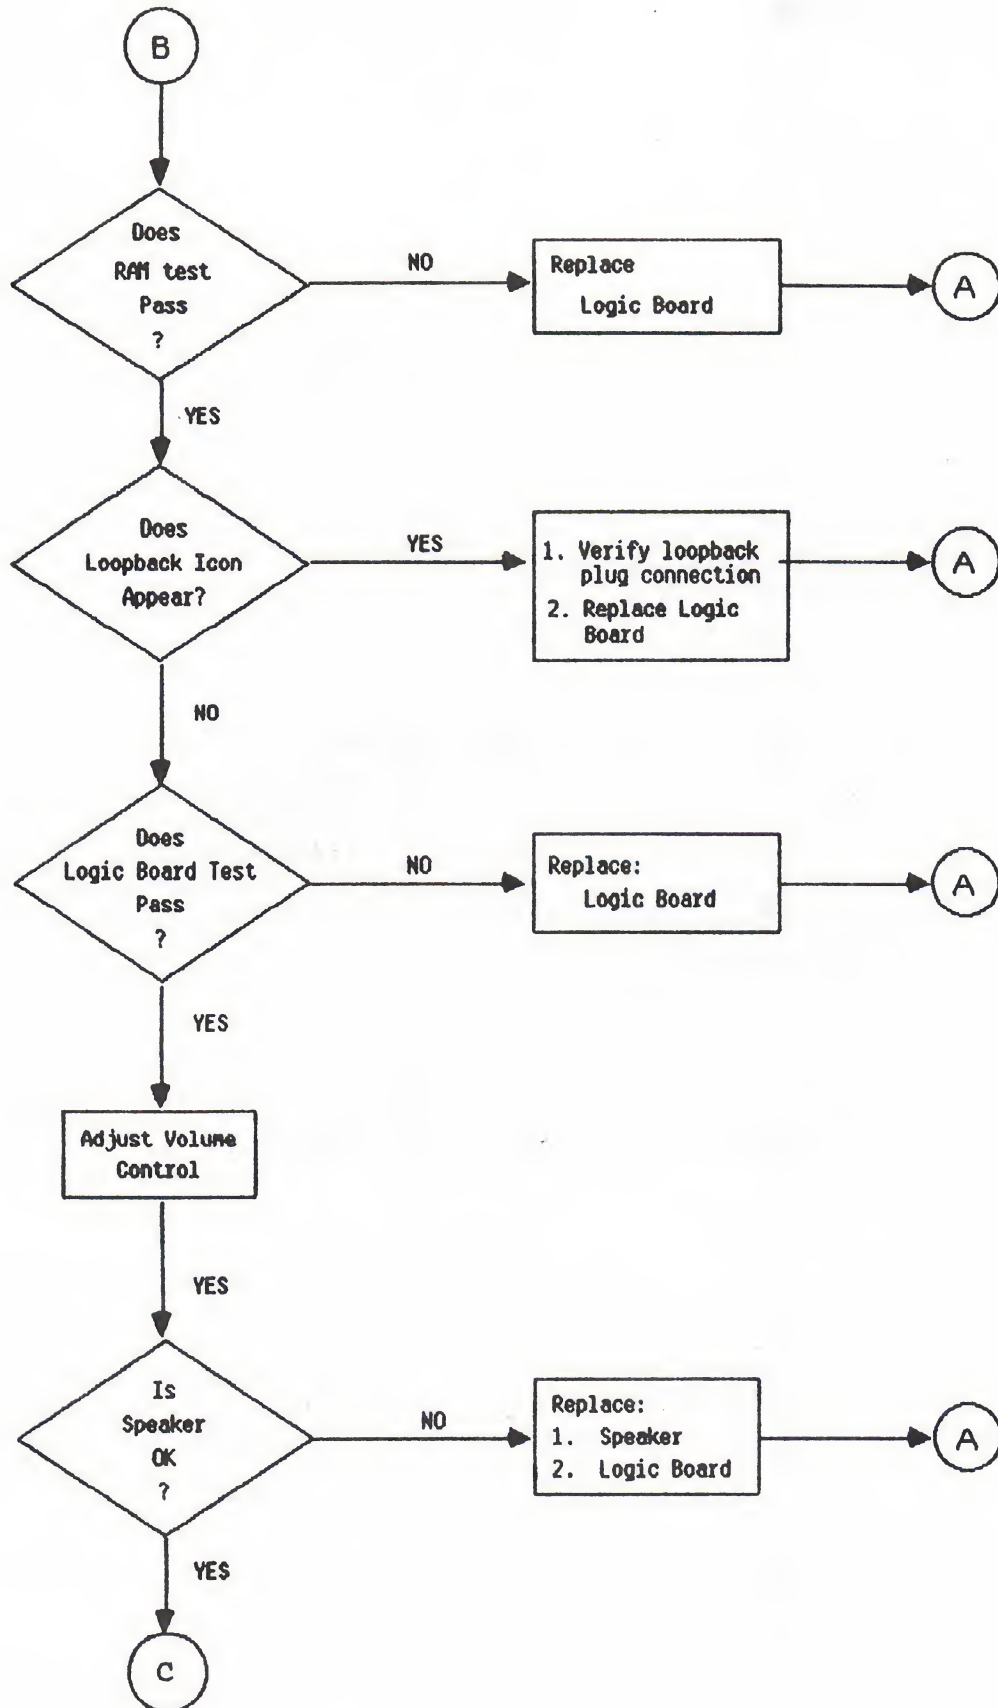 B
Does
RAM test
Pass
?
NO
Replace
Logic Board
A
YES
Does
Loopback Icon
Appear?
YES
1. Verify loopback
plug connection
2. Replace Logic
Board
A
NO
Does
Logic Board Test
Pass
?
NO
Replace:
Logic Board
A
YES
Adjust Volume
Control
YES
Is
Speaker
OK
?
NO
Replace:
1. Speaker
2. Logic Board
A
YES
C